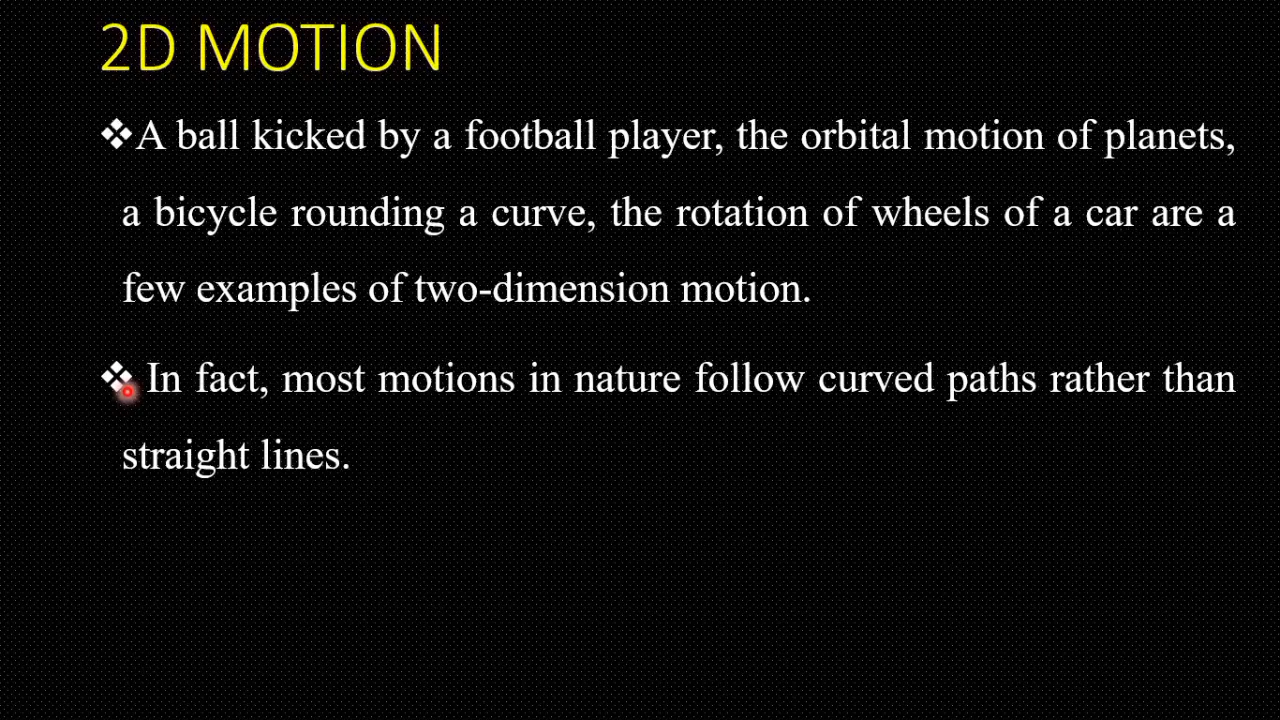 2D MOTION
❖A ball kicked by a football player, the orbital motion of planets,
a bicycle rounding a curve, the rotation of wheels of a car are a
few examples of two-dimension motion.
❖ In fact, most motions in nature follow curved paths rather than
straight lines.